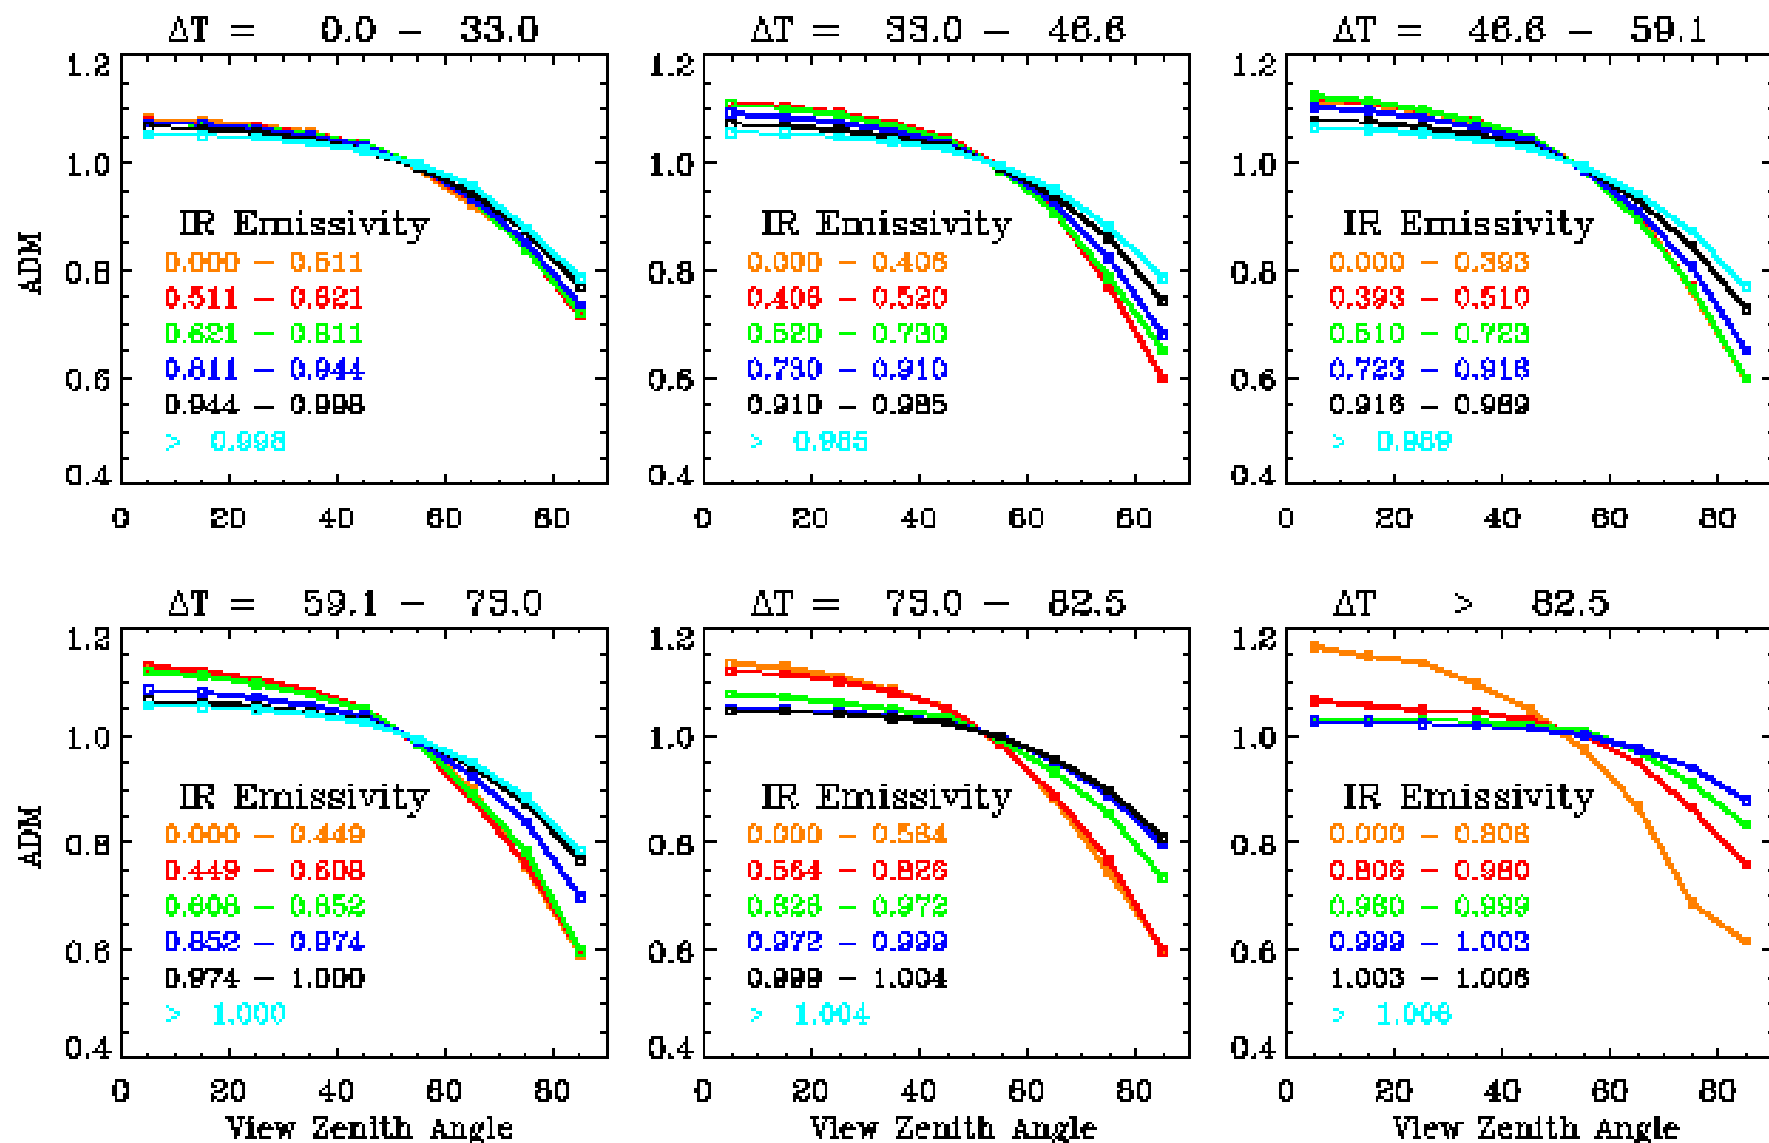 ΔT = 0.0 – 33.0
1.2
1.0
0.8
0.6
0.4
ADM
IR Emissivity
0.000 – 0.511
0.511 – 0.621
0.621 – 0.811
0.811 – 0.944
0.944 – 0.998
> 0.998
0 20 40 60 80
ΔT = 33.0 – 46.6
1.2
1.0
0.8
0.6
0.4
IR Emissivity
0.000 – 0.406
0.406 – 0.520
0.520 – 0.730
0.730 – 0.910
0.910 – 0.985
> 0.985
0 20 40 60 80
ΔT = 46.6 – 59.1
1.2
1.0
0.8
0.6
0.4
IR Emissivity
0.000 – 0.393
0.393 – 0.510
0.510 – 0.723
0.723 – 0.916
0.916 – 0.989
> 0.989
0 20 40 60 80
ΔT = 59.1 – 73.0
1.2
1.0
0.8
0.6
0.4
ADM
IR Emissivity
0.000 – 0.449
0.449 – 0.608
0.608 – 0.852
0.852 – 0.974
0.974 – 1.000
> 1.000
0 20 40 60 80
View Zenith Angle
ΔT = 73.0 – 82.5
1.2
1.0
0.8
0.6
0.4
IR Emissivity
0.000 – 0.564
0.564 – 0.826
0.826 – 0.972
0.972 – 0.999
0.999 – 1.004
> 1.004
0 20 40 60 80
View Zenith Angle
ΔT > 82.5
1.2
1.0
0.8
0.6
0.4
IR Emissivity
0.000 – 0.806
0.806 – 0.980
0.980 – 0.999
0.999 – 1.003
1.003 – 1.006
> 1.006
0 20 40 60 80
View Zenith Angle